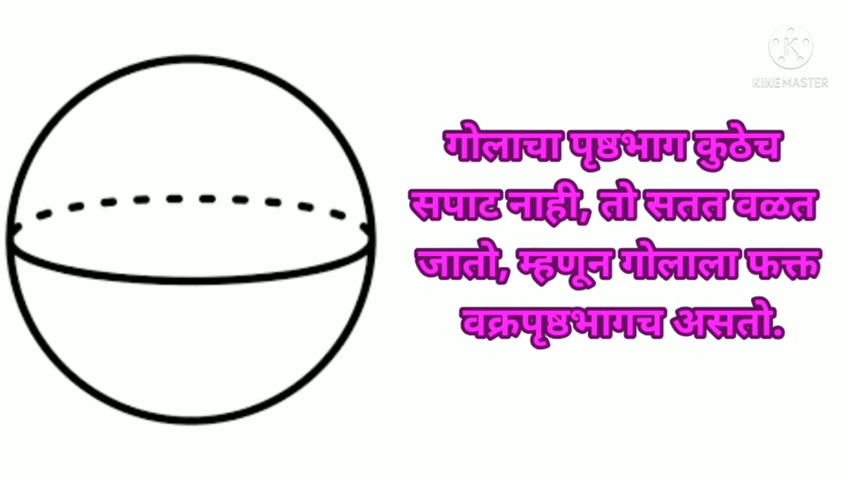 K
KINEMASTER
गोलाचा पृष्ठभाग कुठेच
सपाट नाही, तो सतत वळत
जातो, म्हणून गोलाला फक्त
वक्रपृष्ठभागच असतो.